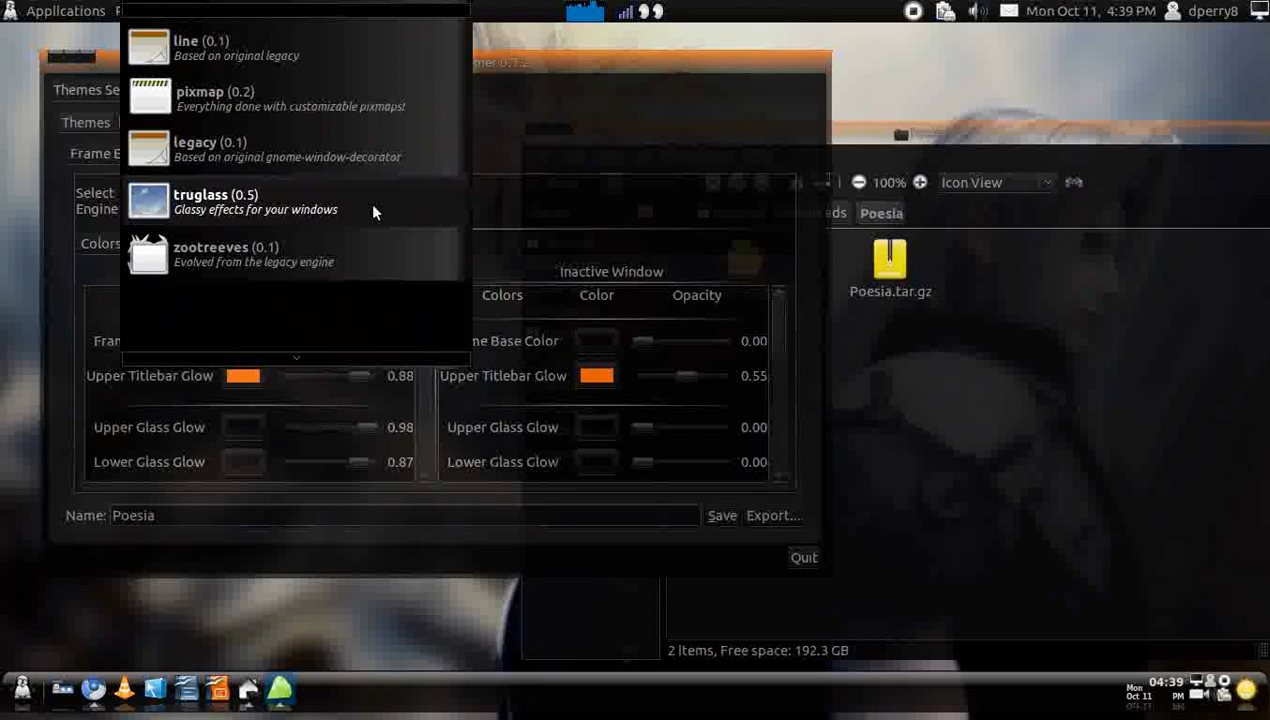 Applications
Mon Oct 11, 4:39 PM
dperry8
line (0.1)
Based on original legacy
pixmap (0.2)
Everything done with customizable pixmaps!
legacy (0.1)
Based on original gnome-window-decorator
truglass (0.5)
Glassy effects for your windows
zootreeves (0.1)
Evolved from the legacy engine
Themes Se
Themes
Frame E
Select
Engine
Colors
100%
Icon View
ads
Poesia
Poesia.tar.gz
Inactive Window
Colors
Color
Opacity
Fran
me Base Color
0.00
Upper Titlebar Glow
0.88
Upper Titlebar Glow
0.55
Upper Glass Glow
0.98
Upper Glass Glow
0.00
Lower Glass Glow
0.87
Lower Glass Glow
0.00
Name: Poesia
Save
Export...
Quit
2 Items, Free space: 192.3 GB
04:39
Mon
Oct 11
PM